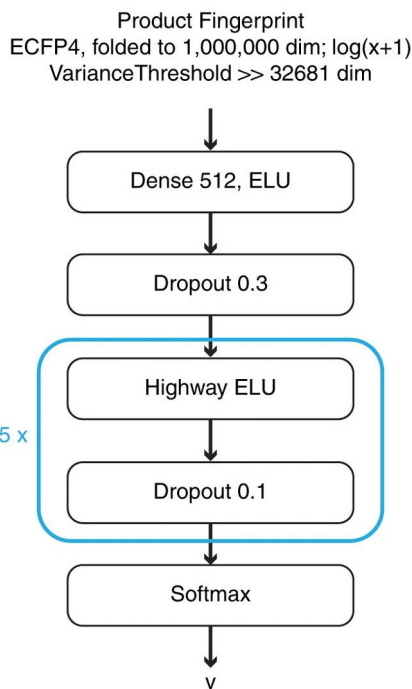 Product Fingerprint
ECFP4, folded to 1,000,000 dim; log(x+1)
VarianceThreshold >> 32681 dim
Dense 512, ELU
Dropout 0.3
Highway ELU
5 x
Dropout 0.1
Softmax
y